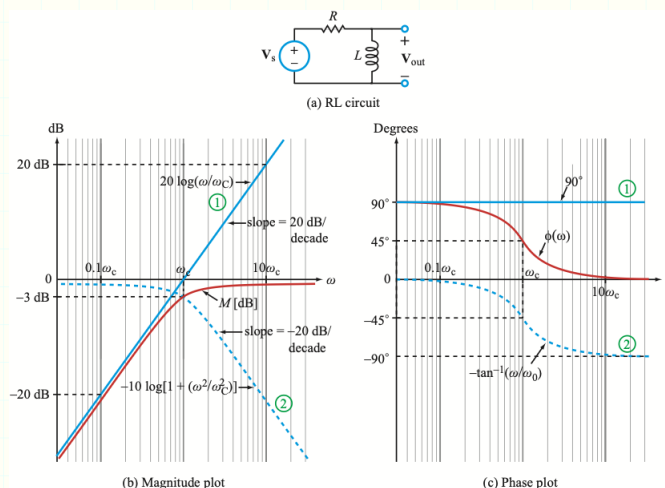 R
V_s
+
−
L
+
V_out
−
(a) RL circuit
dB
20 dB
20 log(ω/ω_C)
①
slope = 20 dB/
decade
0
0.1ω_c
ω_c
10ω_c
ω
−3 dB
M [dB]
slope = −20 dB/
decade
−20 dB
−10 log[1 + (ω²/ω²_C)]
②
(b) Magnitude plot
Degrees
90°
①
90°
45°
ϕ(ω)
0
0.1ω_c
ω_c
10ω_c
ω
−45°
②
−90°
−tan⁻¹(ω/ω₀)
(c) Phase plot